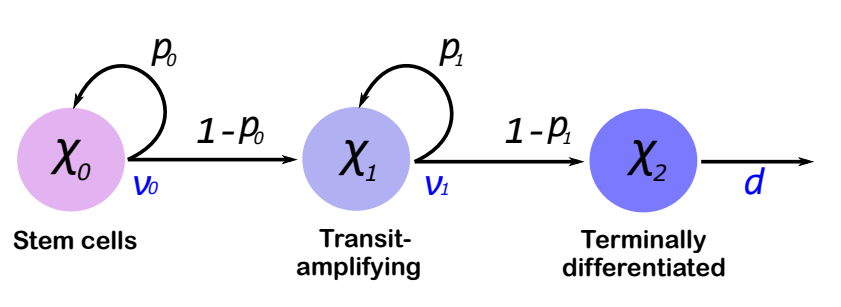 p₀ p₁
1-p₀ 1-p₁
χ₀ χ₁ χ₂
ν₀ ν₁ d
Stem cells
Transit-
amplifying
Terminally
differentiated